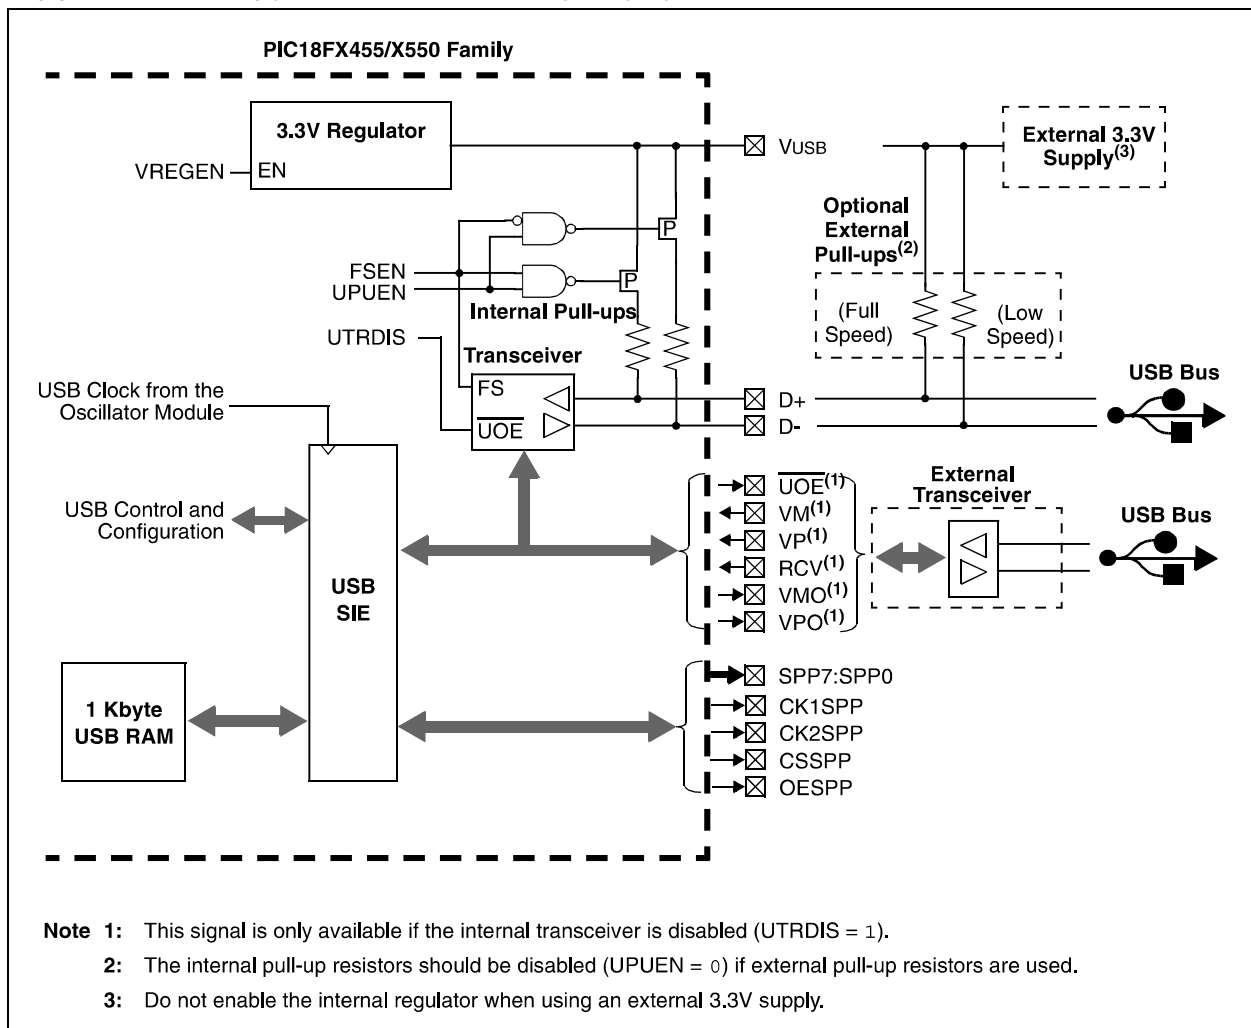 PIC18FX455/X550 Family
3.3V Regulator
EN
VREGEN
VUSB
External 3.3V
Supply(3)
Optional
External
Pull-ups(2)
P
P
FSEN
UPUEN
Internal Pull-ups
(Full
Speed)
(Low
Speed)
UTRDIS
Transceiver
FS
UOE
USB Clock from the
Oscillator Module
D+
D-
USB Bus
USB Control and
Configuration
USB
SIE
UOE(1)
VM(1)
VP(1)
RCV(1)
VMO(1)
VPO(1)
External
Transceiver
USB Bus
1 Kbyte
USB RAM
SPP7:SPP0
CK1SPP
CK2SPP
CSSPP
OESPP
Note 1: This signal is only available if the internal transceiver is disabled (UTRDIS = 1).
2: The internal pull-up resistors should be disabled (UPUEN = 0) if external pull-up resistors are used.
3: Do not enable the internal regulator when using an external 3.3V supply.